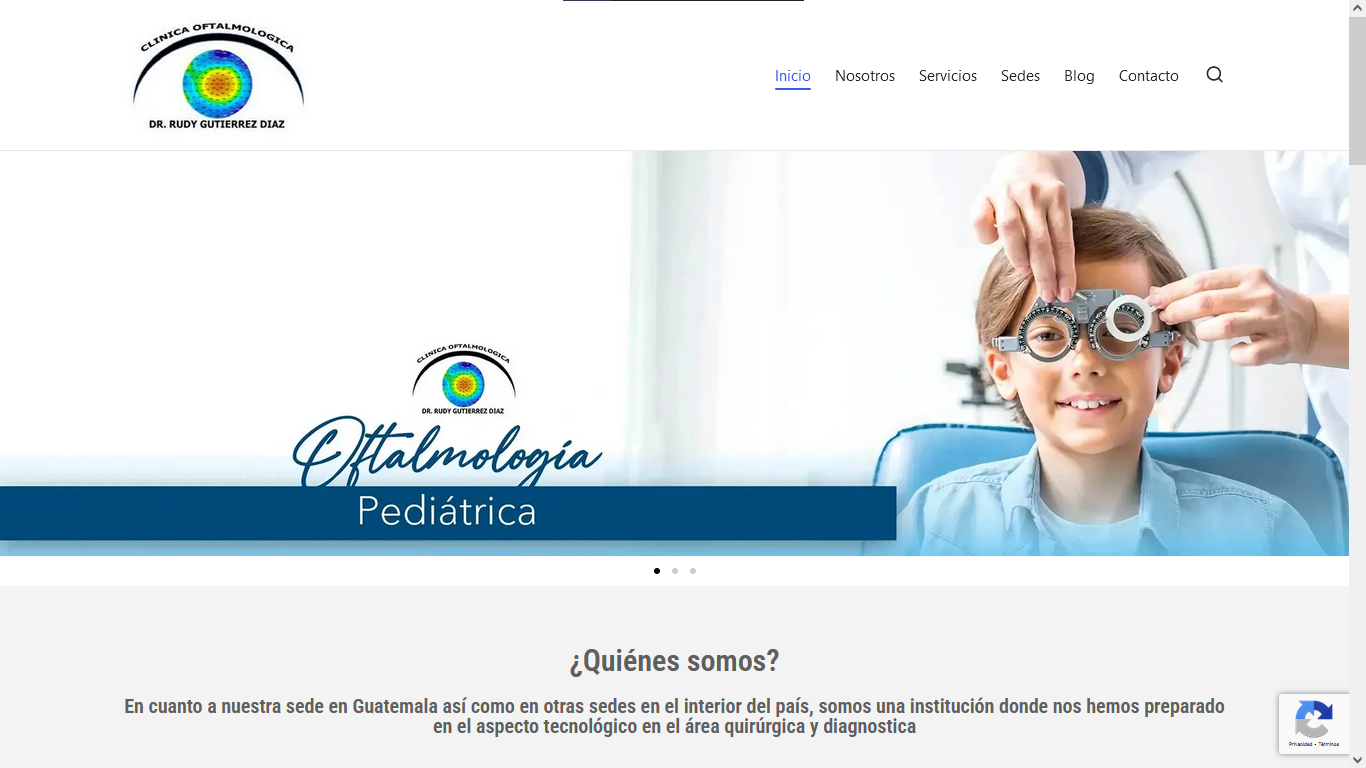 CLINICA OFTALMOLOGICA
DR. RUDY GUTIERREZ DIAZ
Inicio Nosotros Servicios Sedes Blog Contacto
CLINICA OFTALMOLOGICA
DR. RUDY GUTIERREZ DIAZ
Oftalmología
Pediátrica
¿Quiénes somos?
En cuanto a nuestra sede en Guatemala así como en otras sedes en el interior del país, somos una institución donde nos hemos preparado
en el aspecto tecnológico en el área quirúrgica y diagnostica
Privacidad - Términos